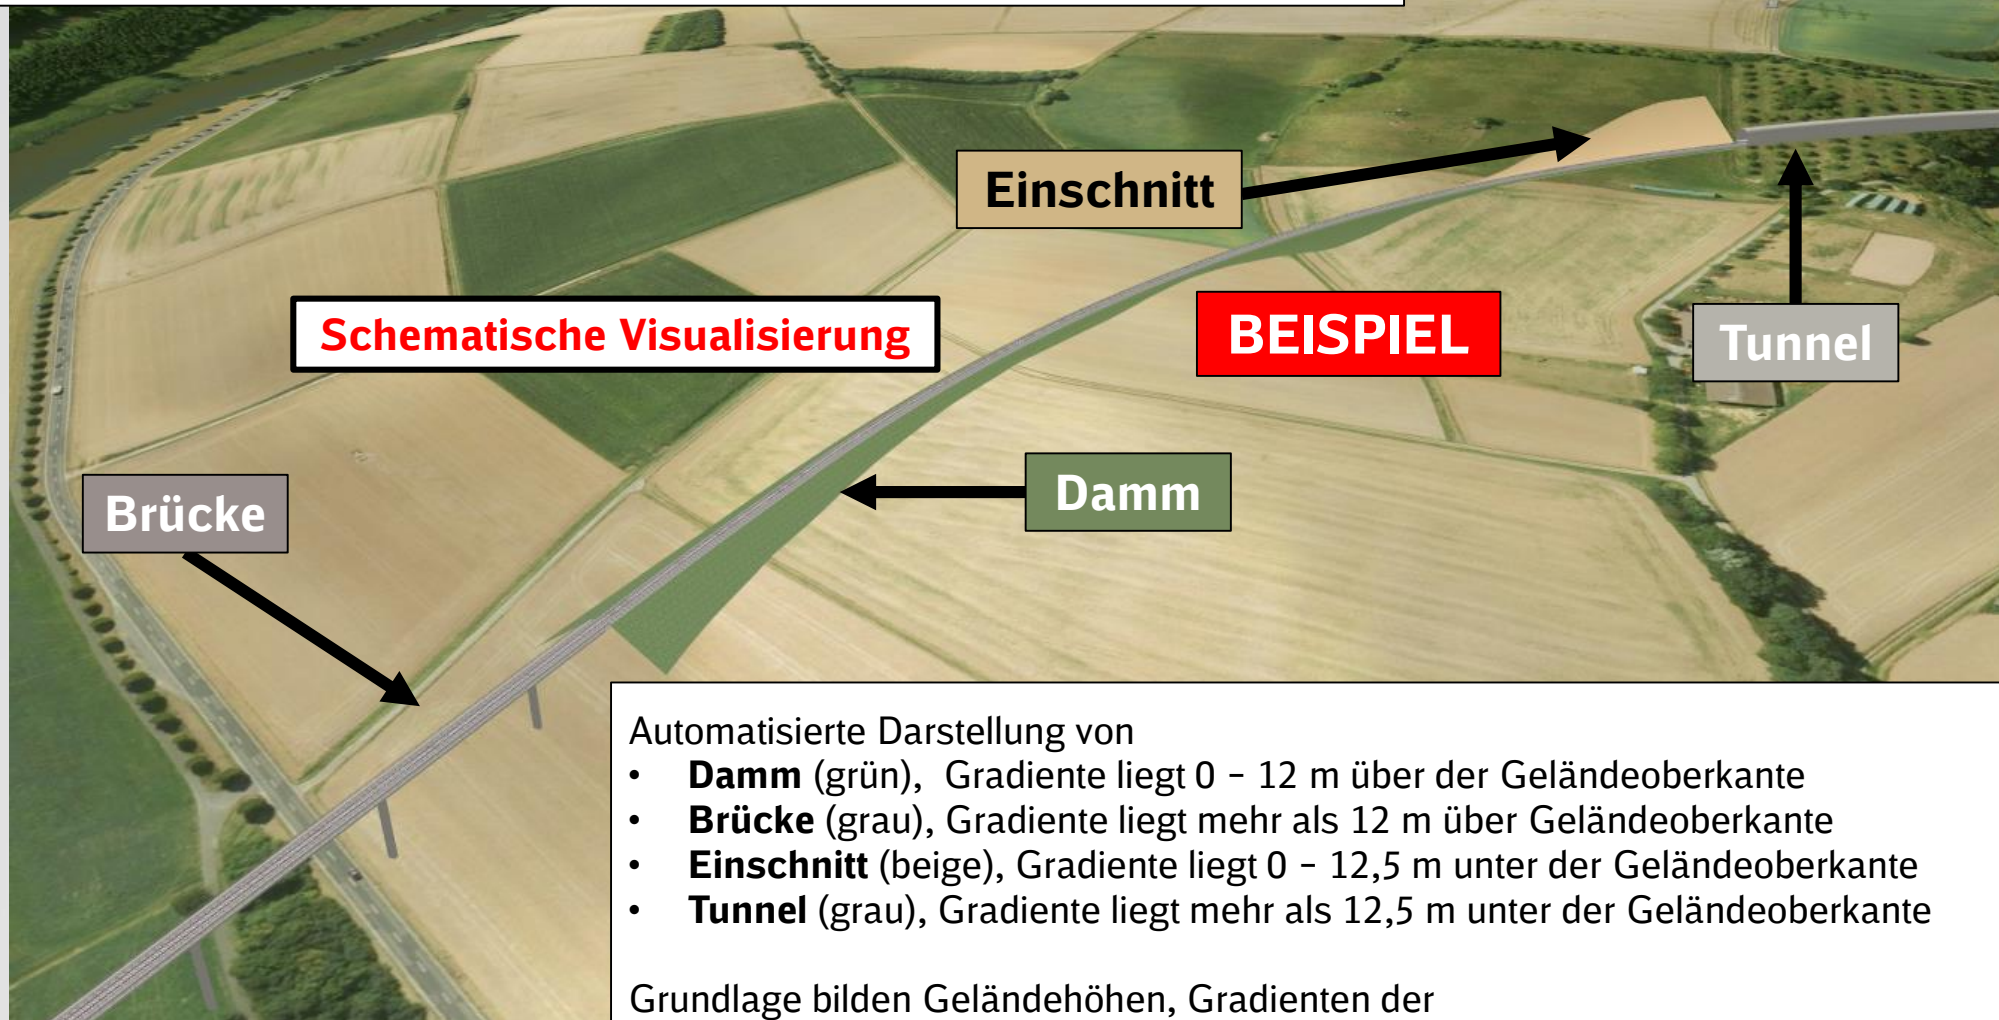 Einschnitt
Schematische Visualisierung
BEISPIEL
Tunnel
Brücke
Damm
Automatisierte Darstellung von
• Damm (grün), Gradiente liegt 0 – 12 m über der Geländeoberkante
• Brücke (grau), Gradiente liegt mehr als 12 m über Geländeoberkante
• Einschnitt (beige), Gradiente liegt 0 – 12,5 m unter der Geländeoberkante
• Tunnel (grau), Gradiente liegt mehr als 12,5 m unter der Geländeoberkante
Grundlage bilden Geländehöhen, Gradienten der